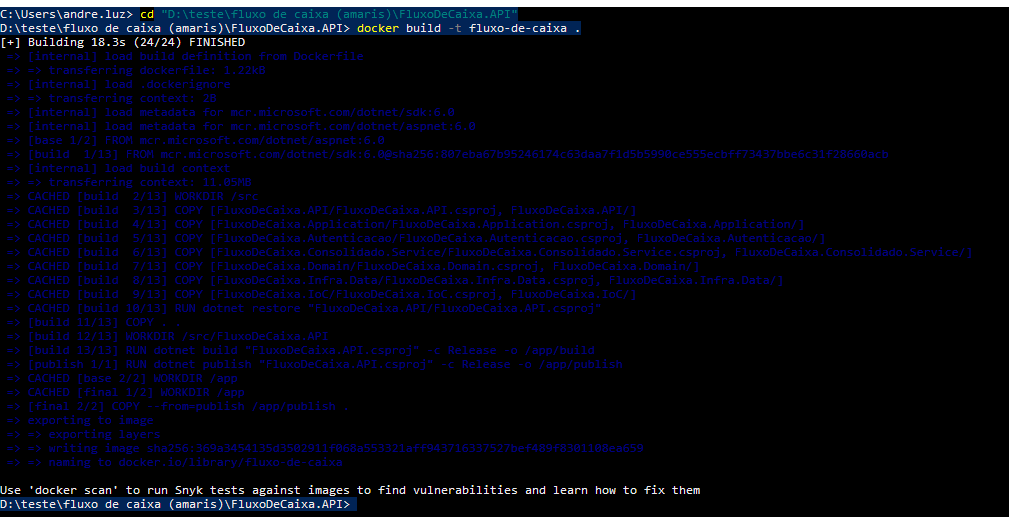 C:\Users\andre.luz> cd "D:\teste\fluxo de caixa (amaris)\FluxoDeCaixa.API"
D:\teste\fluxo de caixa (amaris)\FluxoDeCaixa.API> docker build -t fluxo-de-caixa .
[+] Building 18.3s (24/24) FINISHED
=> [internal] load build definition from Dockerfile
=> => transferring dockerfile: 1.22kB
=> [internal] load .dockerignore
=> => transferring context: 2B
=> [internal] load metadata for mcr.microsoft.com/dotnet/sdk:6.0
=> [internal] load metadata for mcr.microsoft.com/dotnet/aspnet:6.0
=> [base 1/2] FROM mcr.microsoft.com/dotnet/aspnet:6.0
=> [build  1/13] FROM
=> [internal] load build context
=> => transferring context: 11.05MB
=> CACHED [build  2/13] WORKDIR /src
=> CACHED [build  3/13] COPY [FluxoDeCaixa.API/FluxoDeCaixa.API.csproj, FluxoDeCaixa.API/]
=> CACHED [build  4/13] COPY [FluxoDeCaixa.Application/FluxoDeCaixa.Application.csproj, FluxoDeCaixa.Application/]
=> CACHED [build  5/13] COPY [FluxoDeCaixa.Autenticacao/FluxoDeCaixa.Autenticacao.csproj, FluxoDeCaixa.Autenticacao/]
=> CACHED [build  6/13] COPY [FluxoDeCaixa.Consolidado.Service/FluxoDeCaixa.Consolidado.Service.csproj, FluxoDeCaixa.Consolidado.Service/]
=> CACHED [build  7/13] COPY [FluxoDeCaixa.Domain/FluxoDeCaixa.Domain.csproj, FluxoDeCaixa.Domain/]
=> CACHED [build  8/13] COPY [FluxoDeCaixa.Infra.Data/FluxoDeCaixa.Infra.Data.csproj, FluxoDeCaixa.Infra.Data/]
=> CACHED [build  9/13] COPY [FluxoDeCaixa.IoC/FluxoDeCaixa.IoC.csproj, FluxoDeCaixa.IoC/]
=> CACHED [build 10/13] RUN dotnet restore "FluxoDeCaixa.API/FluxoDeCaixa.API.csproj"
=> [build 11/13] COPY . .
=> [build 12/13] WORKDIR /src/FluxoDeCaixa.API
=> [build 13/13] RUN dotnet build "FluxoDeCaixa.API.csproj" -c Release -o /app/build
=> [publish 1/1] RUN dotnet publish "FluxoDeCaixa.API.csproj" -c Release -o /app/publish
=> CACHED [base 2/2] WORKDIR /app
=> CACHED [final 1/2] WORKDIR /app
=> [final 2/2] COPY --from=publish /app/publish .
=> exporting to image
=> => exporting layers
=> => writing image
=> => naming to docker.io/library/fluxo-de-caixa
Use 'docker scan' to run Snyk tests against images to find vulnerabilities and learn how to fix them
D:\teste\fluxo de caixa (amaris)\FluxoDeCaixa.API>